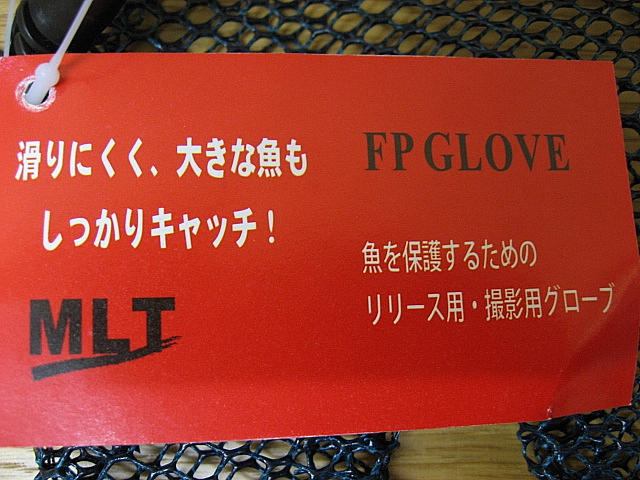 滑りにくく、大きな魚も
しっかりキャッチ！
MLT
FP GLOVE
魚を保護するための
リリース用・撮影用グローブ